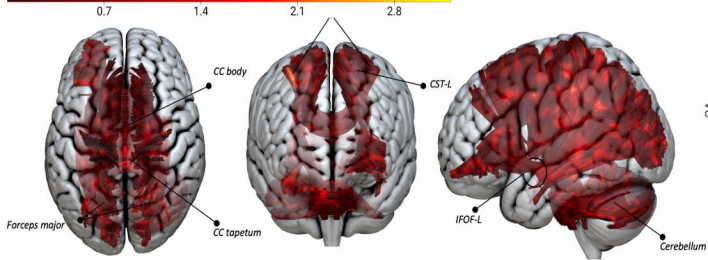 0.7 1.4 2.1 2.8
CC body
CST-L
Forceps major
CC tapetum
IFOF-L
Cerebellum